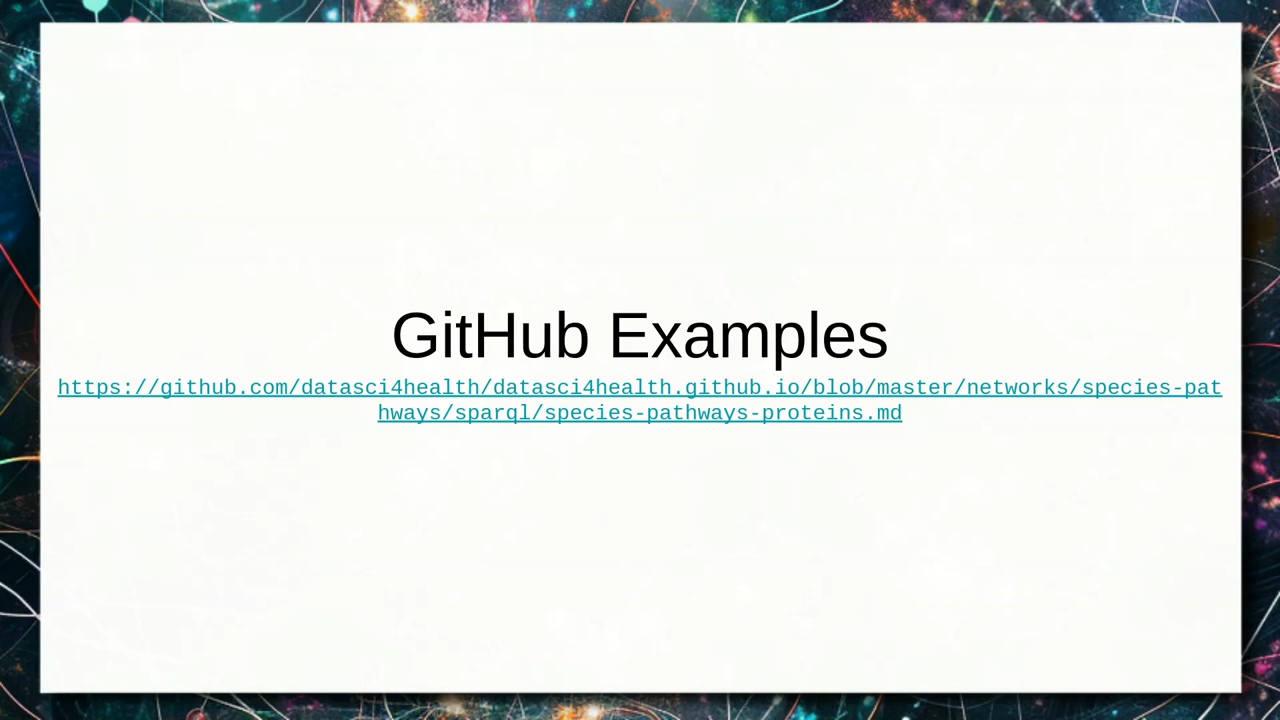 GitHub Examples
https://github.com/datasci4health/datasci4health.github.io/blob/master/networks/species-pat
hways/sparql/species-pathways-proteins.md